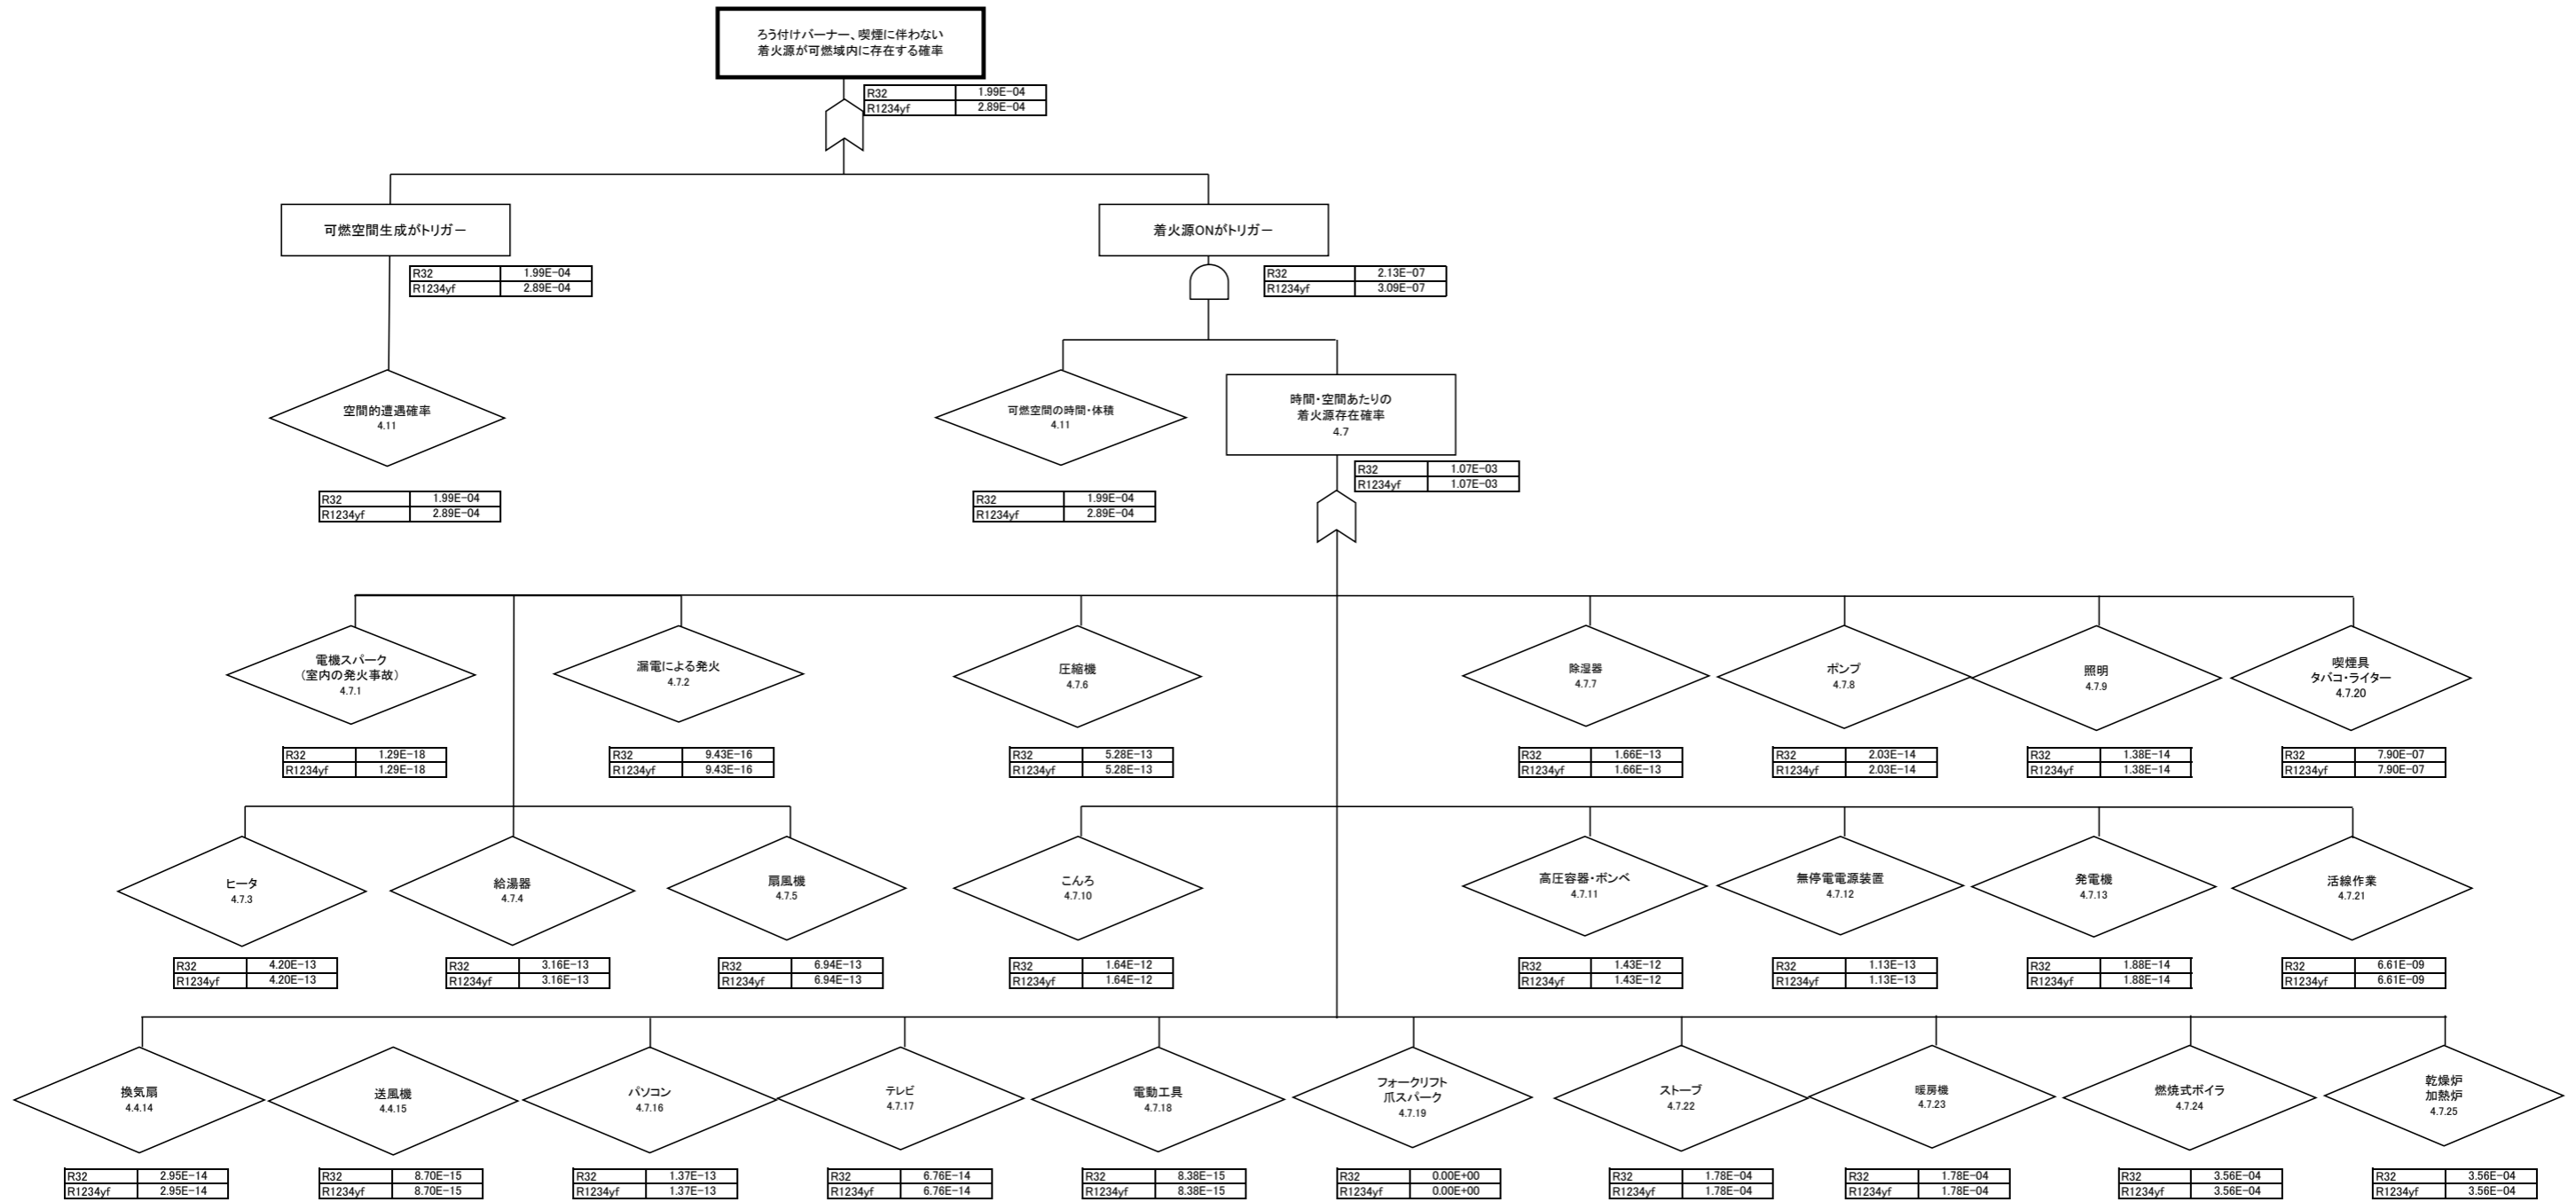 ろう付けバーナー、喫煙に伴わない
着火源が可燃域内に存在する確率
R32 1.99E-04
R1234yf 2.89E-04
可燃空間生成がトリガー
R32 1.99E-04
R1234yf 2.89E-04
着火源ONがトリガー
R32 2.13E-07
R1234yf 3.09E-07
空間的遭遇確率
4.11
R32 1.99E-04
R1234yf 2.89E-04
可燃空間の時間・体積
4.11
R32 1.99E-04
R1234yf 2.89E-04
時間・空間あたりの
着火源存在確率
4.7
R32 1.07E-03
R1234yf 1.07E-03
電機スパーク
（室内の発火事故）
4.7.1
R32 1.29E-18
R1234yf 1.29E-18
漏電による発火
4.7.2
R32 9.43E-16
R1234yf 9.43E-16
圧縮機
4.7.6
R32 5.28E-13
R1234yf 5.28E-13
除湿器
4.7.7
R32 1.66E-13
R1234yf 1.66E-13
ポンプ
4.7.8
R32 2.03E-14
R1234yf 2.03E-14
照明
4.7.9
R32 1.38E-14
R1234yf 1.38E-14
喫煙具
タバコ・ライター
4.7.20
R32 7.90E-07
R1234yf 7.90E-07
ヒータ
4.7.3
R32 4.20E-13
R1234yf 4.20E-13
給湯器
4.7.4
R32 3.16E-13
R1234yf 3.16E-13
扇風機
4.7.5
R32 6.94E-13
R1234yf 6.94E-13
こんろ
4.7.10
R32 1.64E-12
R1234yf 1.64E-12
高圧容器・ボンベ
4.7.11
R32 1.43E-12
R1234yf 1.43E-12
無停電電源装置
4.7.12
R32 1.13E-13
R1234yf 1.13E-13
発電機
4.7.13
R32 1.88E-14
R1234yf 1.88E-14
活線作業
4.7.21
R32 6.61E-09
R1234yf 6.61E-09
換気扇
4.4.14
R32 2.95E-14
R1234yf 2.95E-14
送風機
4.4.15
R32 8.70E-15
R1234yf 8.70E-15
パソコン
4.7.16
R32 1.37E-13
R1234yf 1.37E-13
テレビ
4.7.17
R32 6.76E-14
R1234yf 6.76E-14
電動工具
4.7.18
R32 8.38E-15
R1234yf 8.38E-15
フォークリフト
爪スパーク
4.7.19
R32 0.00E+00
R1234yf 0.00E+00
ストーブ
4.7.22
R32 1.78E-04
R1234yf 1.78E-04
暖房機
4.7.23
R32 1.78E-04
R1234yf 1.78E-04
燃焼式ボイラ
4.7.24
R32 3.56E-04
R1234yf 3.56E-04
乾燥炉
加熱炉
4.7.25
R32 3.56E-04
R1234yf 3.56E-04